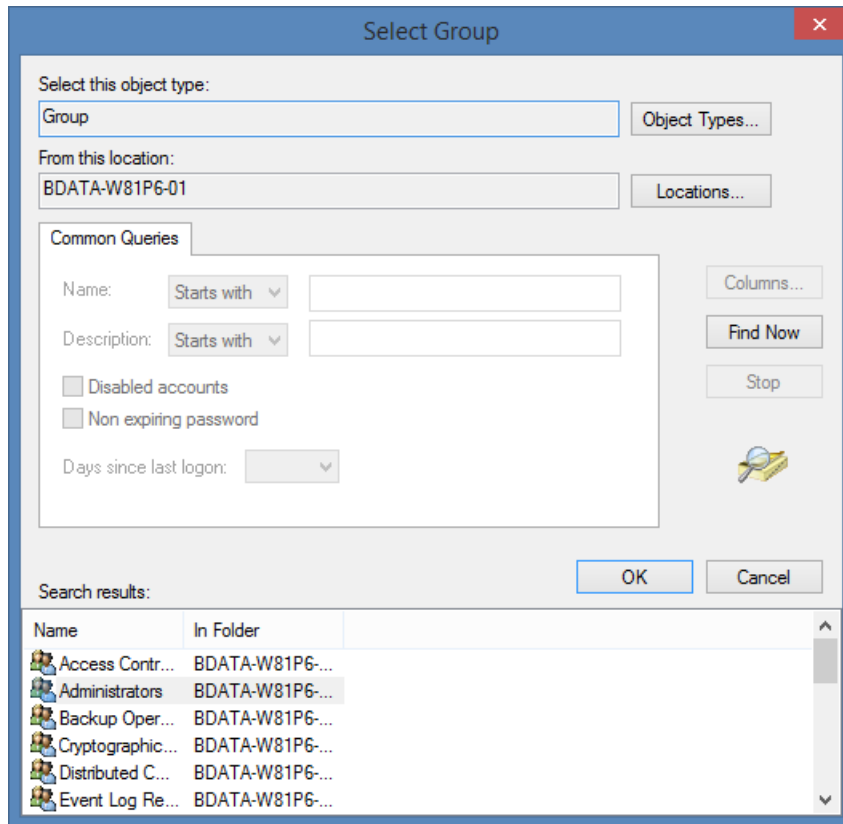 Select Group
Select this object type:
Group
Object Types...
From this location:
BDATA-W81P6-01
Locations...
Common Queries
Name: Starts with
Columns...
Description: Starts with
Find Now
Disabled accounts
Stop
Non expiring password
Days since last logon:
OK Cancel
Search results:
Name In Folder
Access Contr... BDATA-W81P6-...
Administrators BDATA-W81P6-...
Backup Oper... BDATA-W81P6-...
Cryptographic... BDATA-W81P6-...
Distributed C... BDATA-W81P6-...
Event Log Re... BDATA-W81P6-...